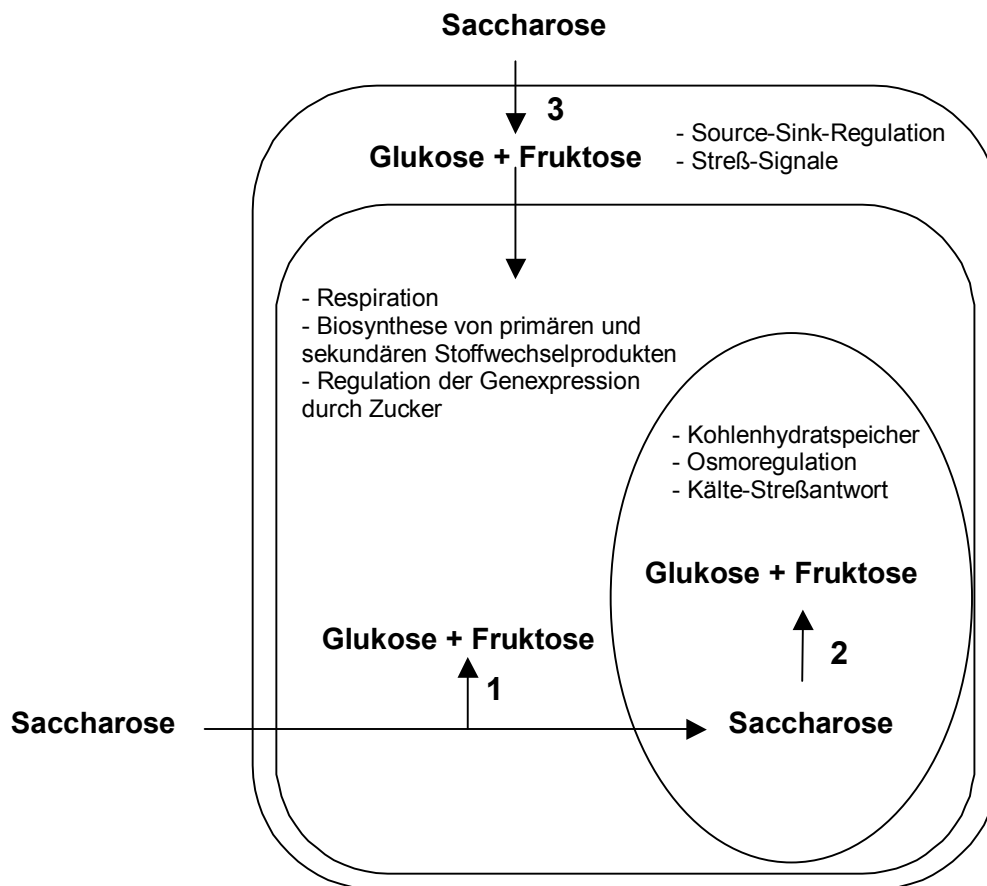 Saccharose
3
Glukose + Fruktose
- Source-Sink-Regulation
- Streß-Signale
- Respiration
- Biosynthese von primären und
sekundären Stoffwechselprodukten
- Regulation der Genexpression
durch Zucker
- Kohlenhydratspeicher
- Osmoregulation
- Kälte-Streßantwort
Glukose + Fruktose
Glukose + Fruktose
2
1
Saccharose
Saccharose